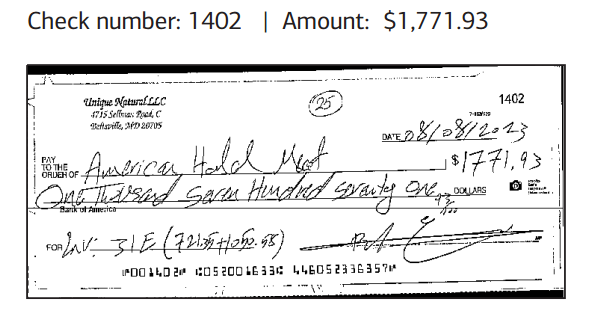 Check number: 1402 | Amount: $1,771.93
Unique Natural LLC
4715 Sellman Road, C
Beltsville, MD 20705
25
1402
DATE 08/08/2023
PAY TO THE ORDER OF American Halal Meat $1771.93
One Thousand Seven Hundred Seventy One 93/100 DOLLARS
Bank of America
FOR Inv: 31E (721.35+1050.58)
⑈001402⑈ ⑆052001633⑆ 446052336357⑈